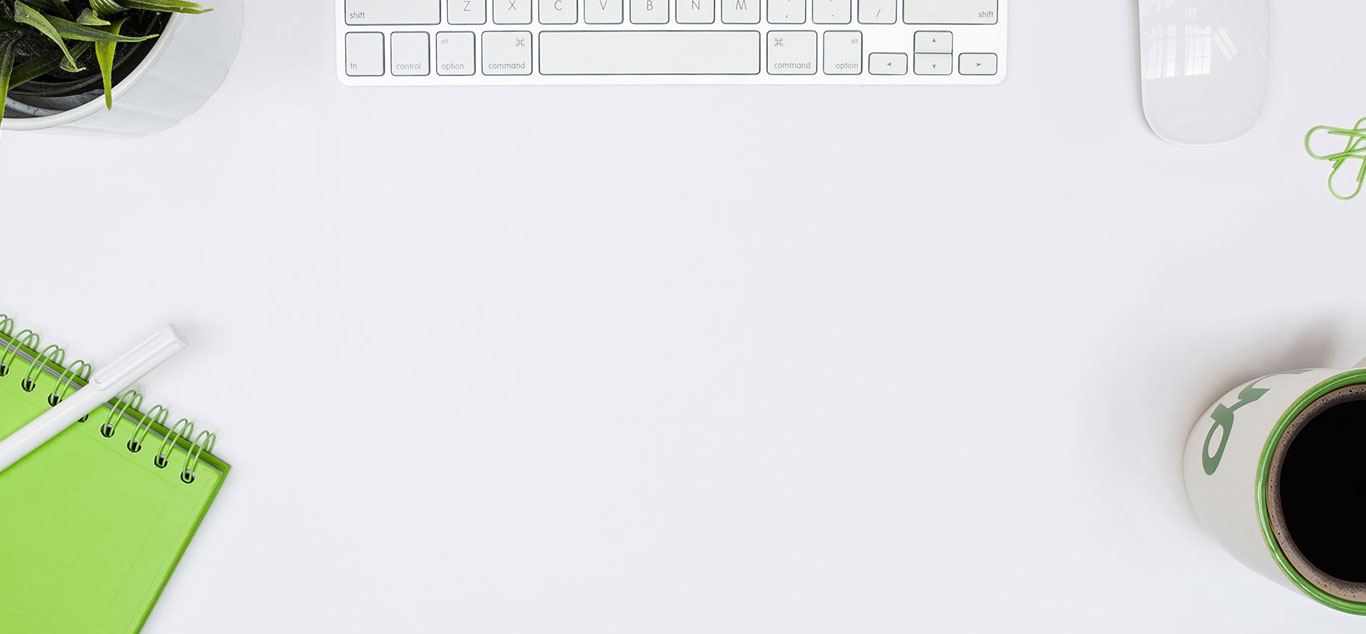 shift Z X C V B N M , . / shift
fn control alt option ⌘ command ⌘ command alt option ◄ ▲ ▼ ►